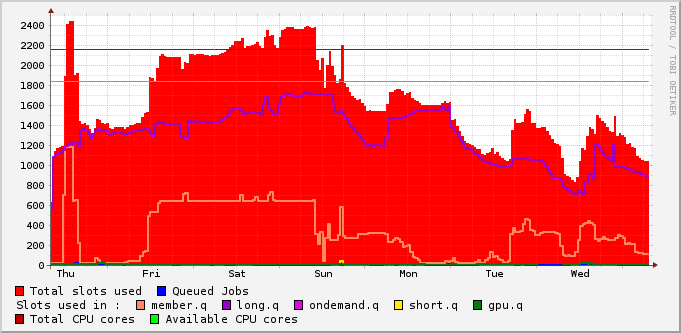 RRDTOOL / TOBI OETIKER
2400
2200
2000
1800
1600
1400
1200
1000
800
600
400
200
0
Thu Fri Sat Sun Mon Tue Wed
Total slots used Queued Jobs
Slots used in : member.q long.q ondemand.q short.q gpu.q
Total CPU cores Available CPU cores